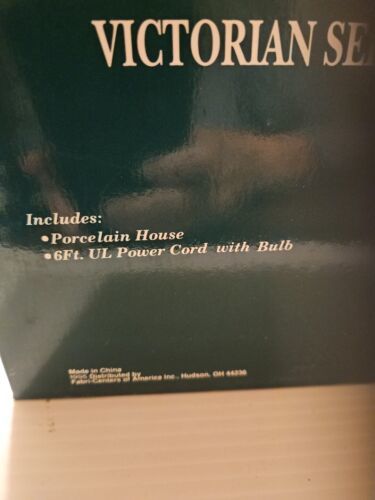 VICTORIAN SE
Includes:
•Porcelain House
•6Ft. UL Power Cord with Bulb
Made in China
Distributed by
Fabri-Centers of America Inc., Hudson, OH 44236